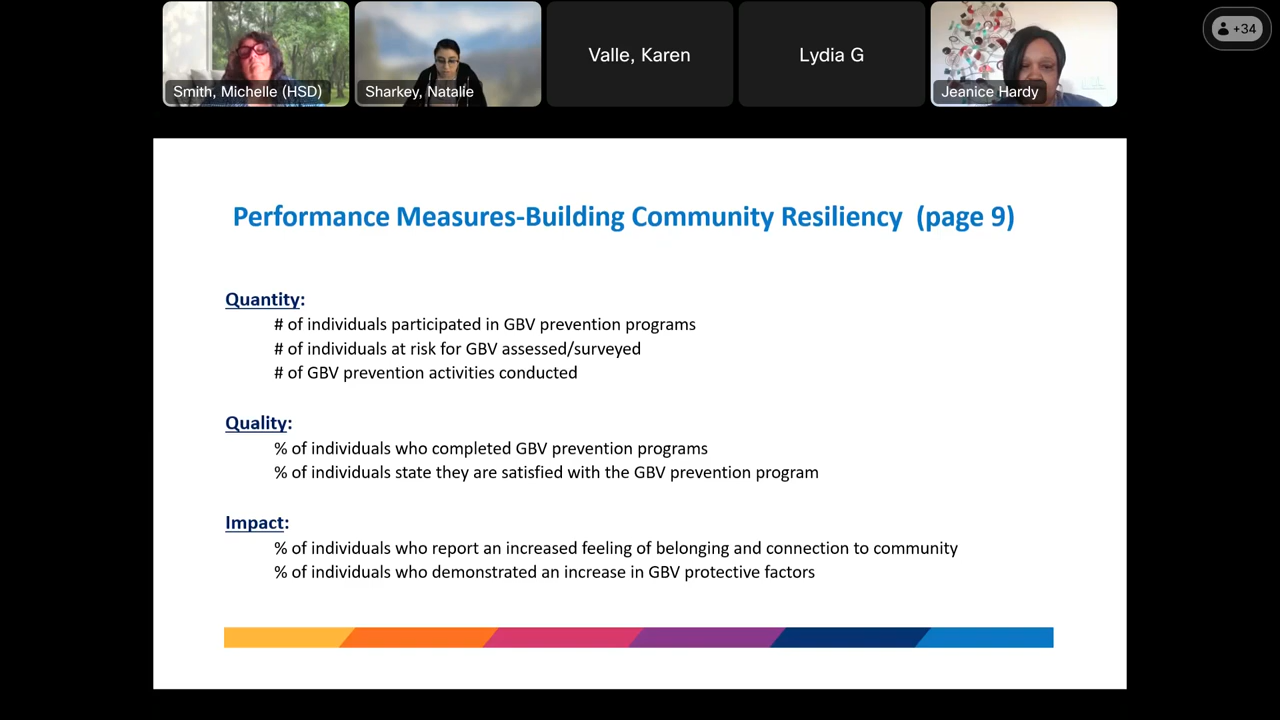 Smith, Michelle (HSD)
Sharkey, Natalie
Valle, Karen
Lydia G
Jeanice Hardy
+34
Performance Measures-Building Community Resiliency (page 9)
Quantity:
# of individuals participated in GBV prevention programs
# of individuals at risk for GBV assessed/surveyed
# of GBV prevention activities conducted
Quality:
% of individuals who completed GBV prevention programs
% of individuals state they are satisfied with the GBV prevention program
Impact:
% of individuals who report an increased feeling of belonging and connection to community
% of individuals who demonstrated an increase in GBV protective factors